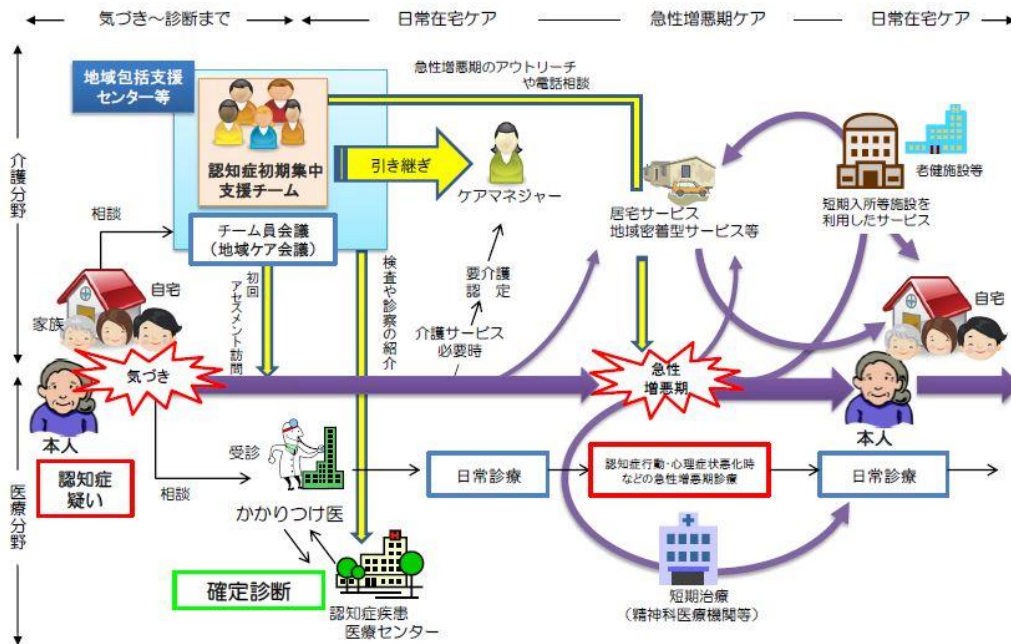 気づき～診断まで
日常在宅ケア
急性増悪期ケア
日常在宅ケア
介護分野
医療分野
地域包括支援
センター等
認知症初期集中
支援チーム
チーム員会議
（地域ケア会議）
急性増悪期のアウトリーチ
や電話相談
引き継ぎ
ケアマネジャー
居宅サービス
地域密着型サービス等
老健施設等
短期入所等施設を
利用したサービス
相談
自宅
家族
気づき
本人
認知症
疑い
初回
アセスメント訪問
検査や診察の紹介
要介護
認定
介護サービス
必要時
急性
増悪期
自宅
本人
相談
受診
かかりつけ医
日常診療
認知症行動・心理症状悪化時
などの急性増悪期診療
日常診療
確定診断
認知症疾患
医療センター
短期治療
（精神科医療機関等）